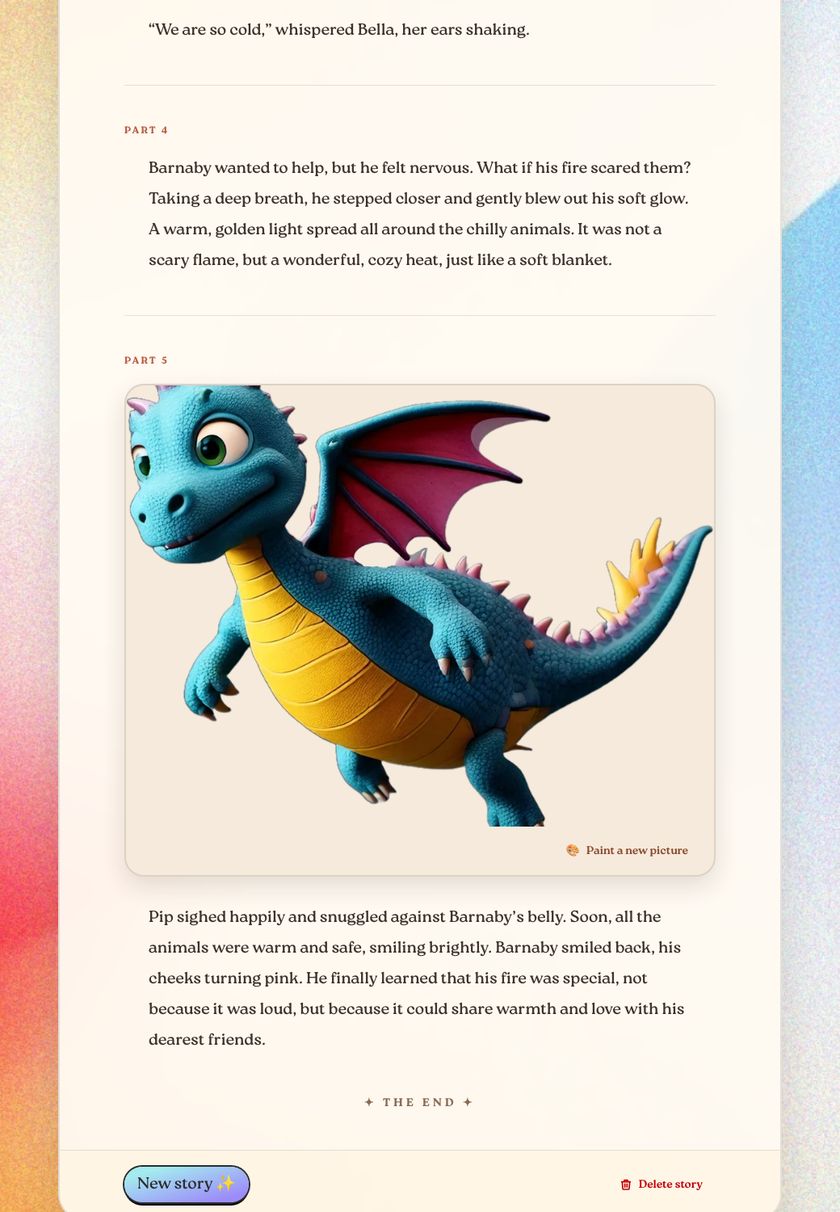 “We are so cold,” whispered Bella, her ears shaking.
PART 4
Barnaby wanted to help, but he felt nervous. What if his fire scared them?
Taking a deep breath, he stepped closer and gently blew out his soft glow.
A warm, golden light spread all around the chilly animals. It was not a
scary flame, but a wonderful, cozy heat, just like a soft blanket.
PART 5
🎨 Paint a new picture
Pip sighed happily and snuggled against Barnaby’s belly. Soon, all the
animals were warm and safe, smiling brightly. Barnaby smiled back, his
cheeks turning pink. He finally learned that his fire was special, not
because it was loud, but because it could share warmth and love with his
dearest friends.
✦ THE END ✦
New story ✨
Delete story